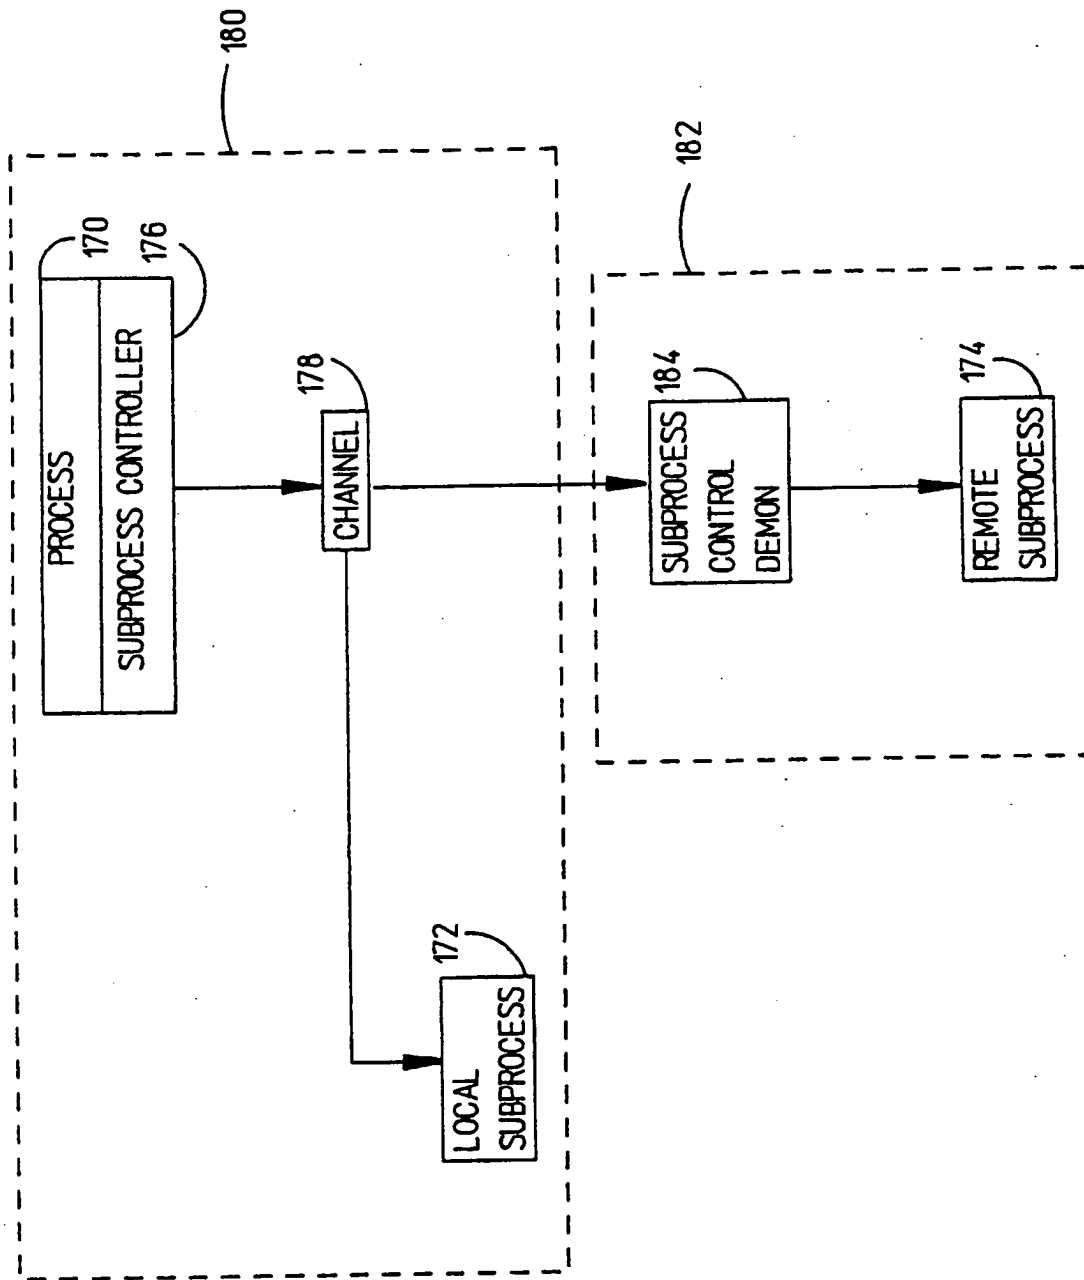 180
PROCESS
170
SUBPROCESS CONTROLLER
176
CHANNEL
178
LOCAL
SUBPROCESS
172
182
SUBPROCESS
CONTROL
DEMON
184
REMOTE
SUBPROCESS
174